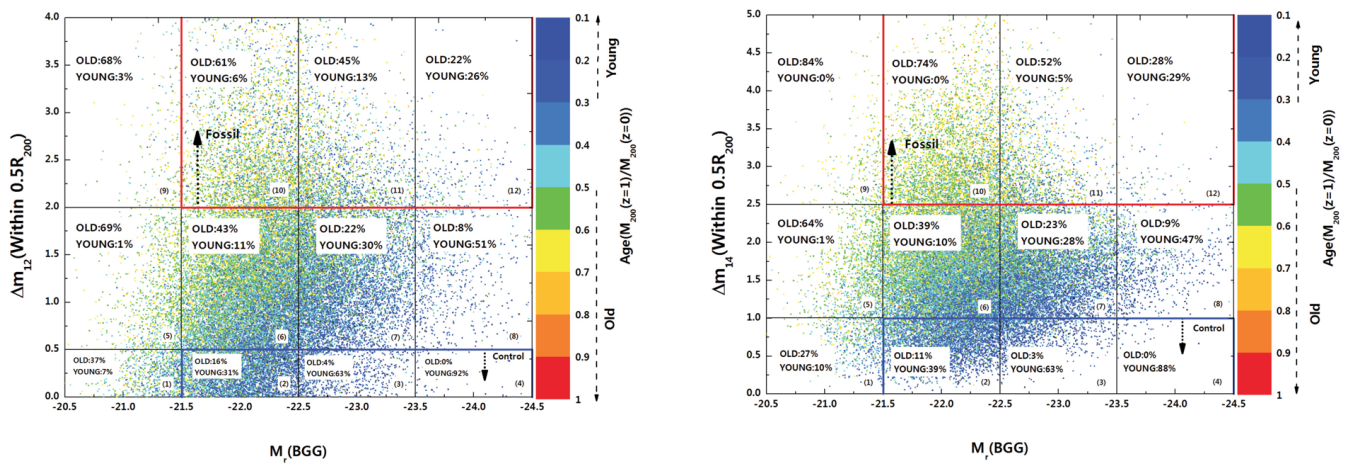 4.0
3.5
3.0
2.5
2.0
1.5
1.0
0.5
0.0
Δm12(Within 0.5R200)
OLD:68%
YOUNG:3%
OLD:61%
YOUNG:6%
OLD:45%
YOUNG:13%
OLD:22%
YOUNG:26%
Fossil
(9)
(10)
(11)
(12)
OLD:69%
YOUNG:1%
OLD:43%
YOUNG:11%
OLD:22%
YOUNG:30%
OLD:8%
YOUNG:51%
(5)
(6)
(7)
(8)
OLD:37%
YOUNG:7%
OLD:16%
YOUNG:31%
OLD:4%
YOUNG:63%
OLD:0%
YOUNG:92%
Control
(1)
(2)
(3)
(4)
-20.5
-21.0
-21.5
-22.0
-22.5
-23.0
-23.5
-24.0
-24.5
Mr(BGG)
0.1
0.2
0.3
0.4
0.5
0.6
0.7
0.8
0.9
1
Young
Age(M200(z=1)/M200(z=0))
Old
5.0
4.5
4.0
3.5
3.0
2.5
2.0
1.5
1.0
0.5
0.0
Δm14(Within 0.5R200)
OLD:84%
YOUNG:0%
OLD:74%
YOUNG:0%
OLD:52%
YOUNG:5%
OLD:28%
YOUNG:29%
Fossil
(9)
(10)
(11)
(12)
OLD:64%
YOUNG:1%
OLD:39%
YOUNG:10%
OLD:23%
YOUNG:28%
OLD:9%
YOUNG:47%
(5)
(6)
(7)
(8)
Control
OLD:27%
YOUNG:10%
OLD:11%
YOUNG:39%
OLD:3%
YOUNG:63%
OLD:0%
YOUNG:88%
(1)
(2)
(3)
(4)
-20.5
-21.0
-21.5
-22.0
-22.5
-23.0
-23.5
-24.0
-24.5
Mr(BGG)
0.1
0.2
0.3
0.4
0.5
0.6
0.7
0.8
0.9
1
Young
Age(M200(z=1)/M200(z=0))
Old